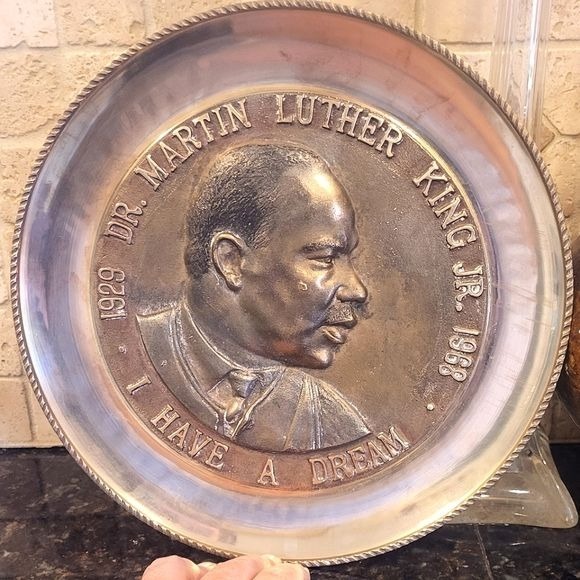 1929 DR. MARTIN LUTHER KING JR. 1968
I HAVE A DREAM